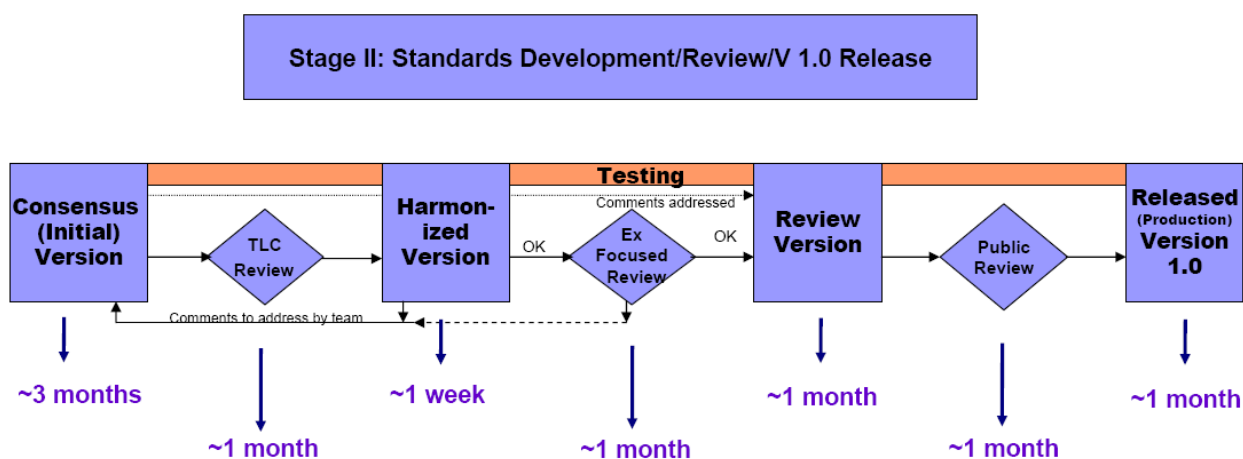 Stage II: Standards Development/Review/V 1.0 Release
Testing
Consensus
(Initial)
Version
TLC
Review
Harmon-
ized
Version
Comments addressed
OK
Ex
Focused
Review
OK
Review
Version
Public
Review
Released
(Production)
Version
1.0
Comments to address by team
~3 months
~1 month
~1 week
~1 month
~1 month
~1 month
~1 month